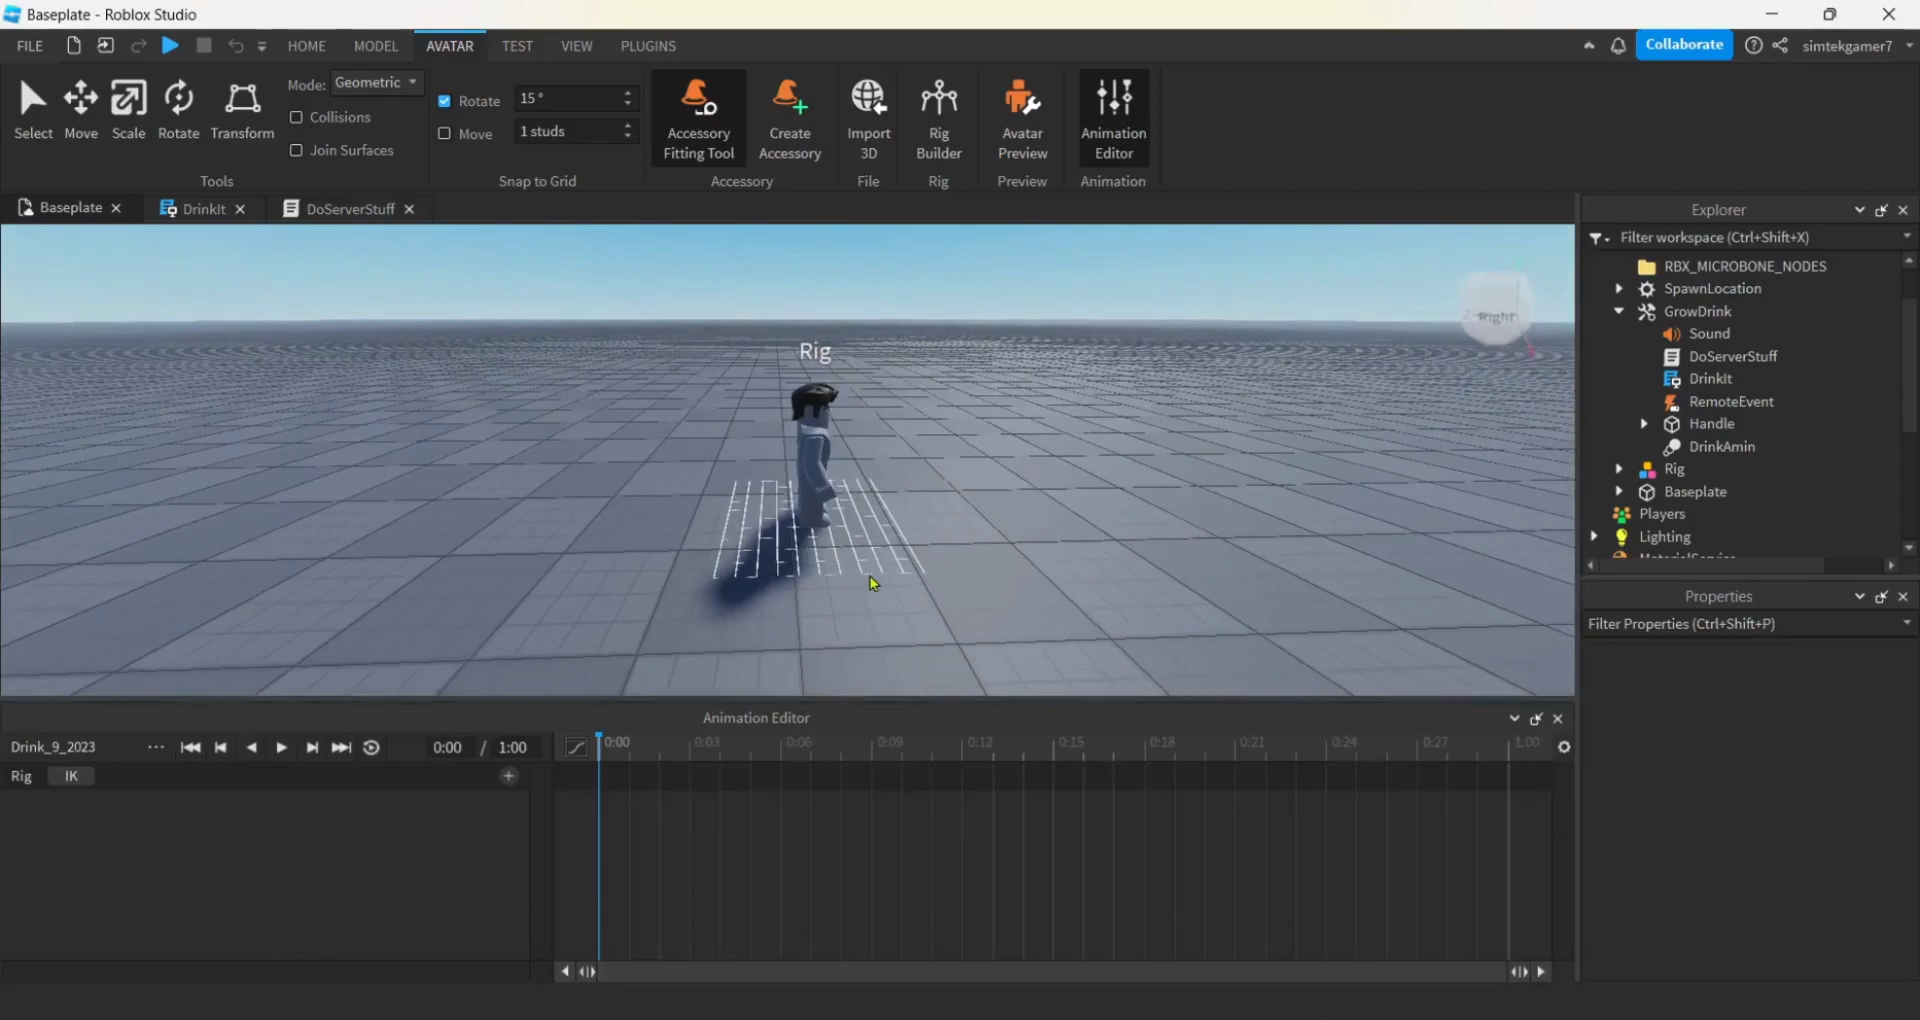 Baseplate - Roblox Studio
FILE HOME MODEL AVATAR TEST VIEW PLUGINS Collaborate simtekgamer7
Select Move Scale Rotate Transform
Mode: Geometric
Collisions
Join Surfaces
Tools
Rotate 15 °
Move 1 studs
Snap to Grid
Accessory Fitting Tool
Create Accessory
Accessory
Import 3D
File
Rig Builder
Rig
Avatar Preview
Preview
Animation Editor
Animation
Baseplate DrinkIt DoServerStuff
Rig
Right
Explorer
Filter workspace (Ctrl+Shift+X)
RBX_MICROBONE_NODES
SpawnLocation
GrowDrink
Sound
DoServerStuff
DrinkIt
RemoteEvent
Handle
DrinkAmin
Rig
Baseplate
Players
Lighting
MaterialService
Properties
Filter Properties (Ctrl+Shift+P)
Animation Editor
Drink_9_2023 ... 0:00 / 1:00
0:00 0:03 0:06 0:09 0:12 0:15 0:18 0:21 0:24 0:27 1:00
Rig IK